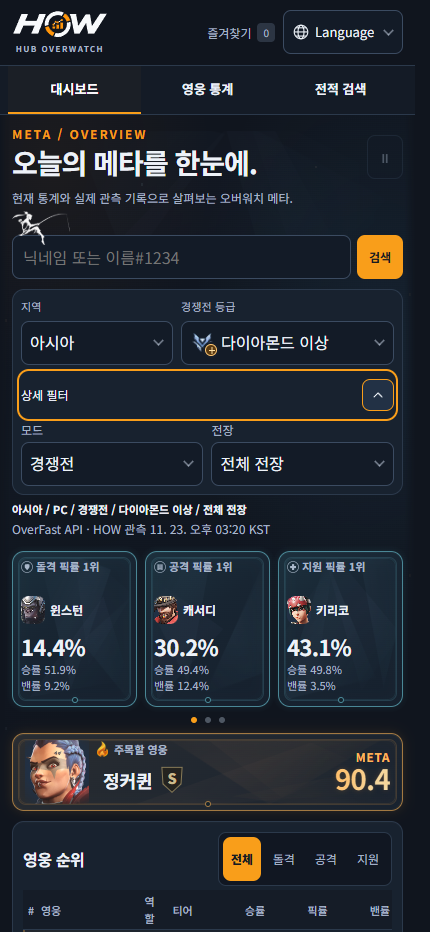 HOW
HUB OVERWATCH
즐겨찾기 0
Language
대시보드 영웅 통계 전적 검색
META / OVERVIEW
오늘의 메타를 한눈에.
현재 통계와 실제 관측 기록으로 살펴보는 오버워치 메타.
닉네임 또는 이름#1234 검색
지역 경쟁전 등급
아시아 다이아몬드 이상
상세 필터
모드 전장
경쟁전 전체 전장
아시아 / PC / 경쟁전 / 다이아몬드 이상 / 전체 전장
OverFast API · HOW 관측 11. 23. 오후 03:20 KST
돌격 픽률 1위 공격 픽률 1위 지원 픽률 1위
윈스턴 캐서디 키리코
14.4% 30.2% 43.1%
승률 51.9% 승률 49.4% 승률 49.8%
밴률 9.2% 밴률 12.4% 밴률 3.5%
주목할 영웅
META
정커퀸 S 90.4
영웅 순위 전체 돌격 공격 지원
# 영웅 역할 티어 승률 픽률 밴률